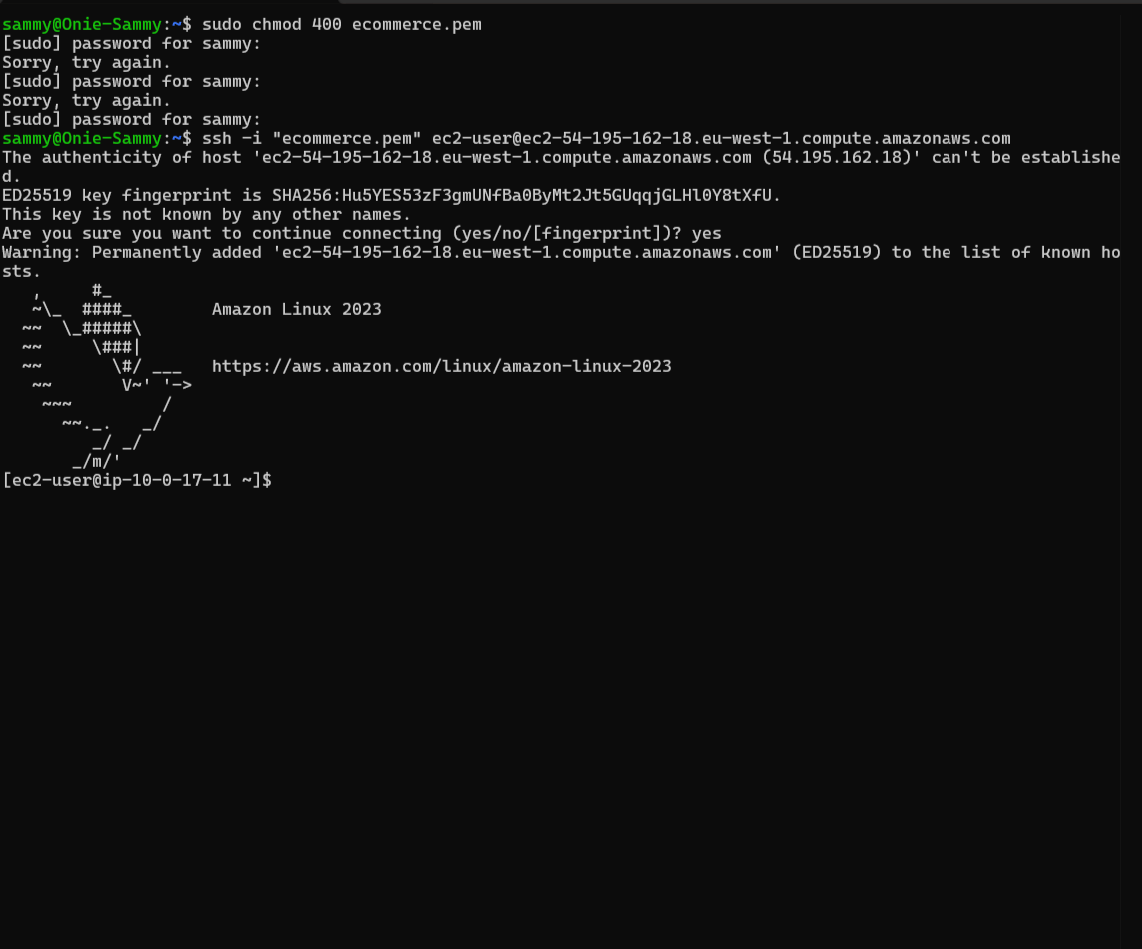 sammy@Onie-Sammy:~$ sudo chmod 400 ecommerce.pem
[sudo] password for sammy:
Sorry, try again.
[sudo] password for sammy:
Sorry, try again.
[sudo] password for sammy:
sammy@Onie-Sammy:~$ ssh -i "ecommerce.pem" ec2-user@ec2-54-195-162-18.eu-west-1.compute.amazonaws.com
The authenticity of host 'ec2-54-195-162-18.eu-west-1.compute.amazonaws.com (54.195.162.18)' can't be establishe
d.
ED25519 key fingerprint is SHA256:Hu5YES53zF3gmUNfBa0ByMt2Jt5GUqqjGLHl0Y8tXfU.
This key is not known by any other names.
Are you sure you want to continue connecting (yes/no/[fingerprint])? yes
Warning: Permanently added 'ec2-54-195-162-18.eu-west-1.compute.amazonaws.com' (ED25519) to the list of known ho
sts.
   ,     #_
   ~\_  ####_        Amazon Linux 2023
  ~~  \_#####\
  ~~     \###|
  ~~       \#/ ___   https://aws.amazon.com/linux/amazon-linux-2023
   ~~       V~' '->
    ~~~         /
      ~~._.   _/
         _/ _/
       _/m/'
[ec2-user@ip-10-0-17-11 ~]$